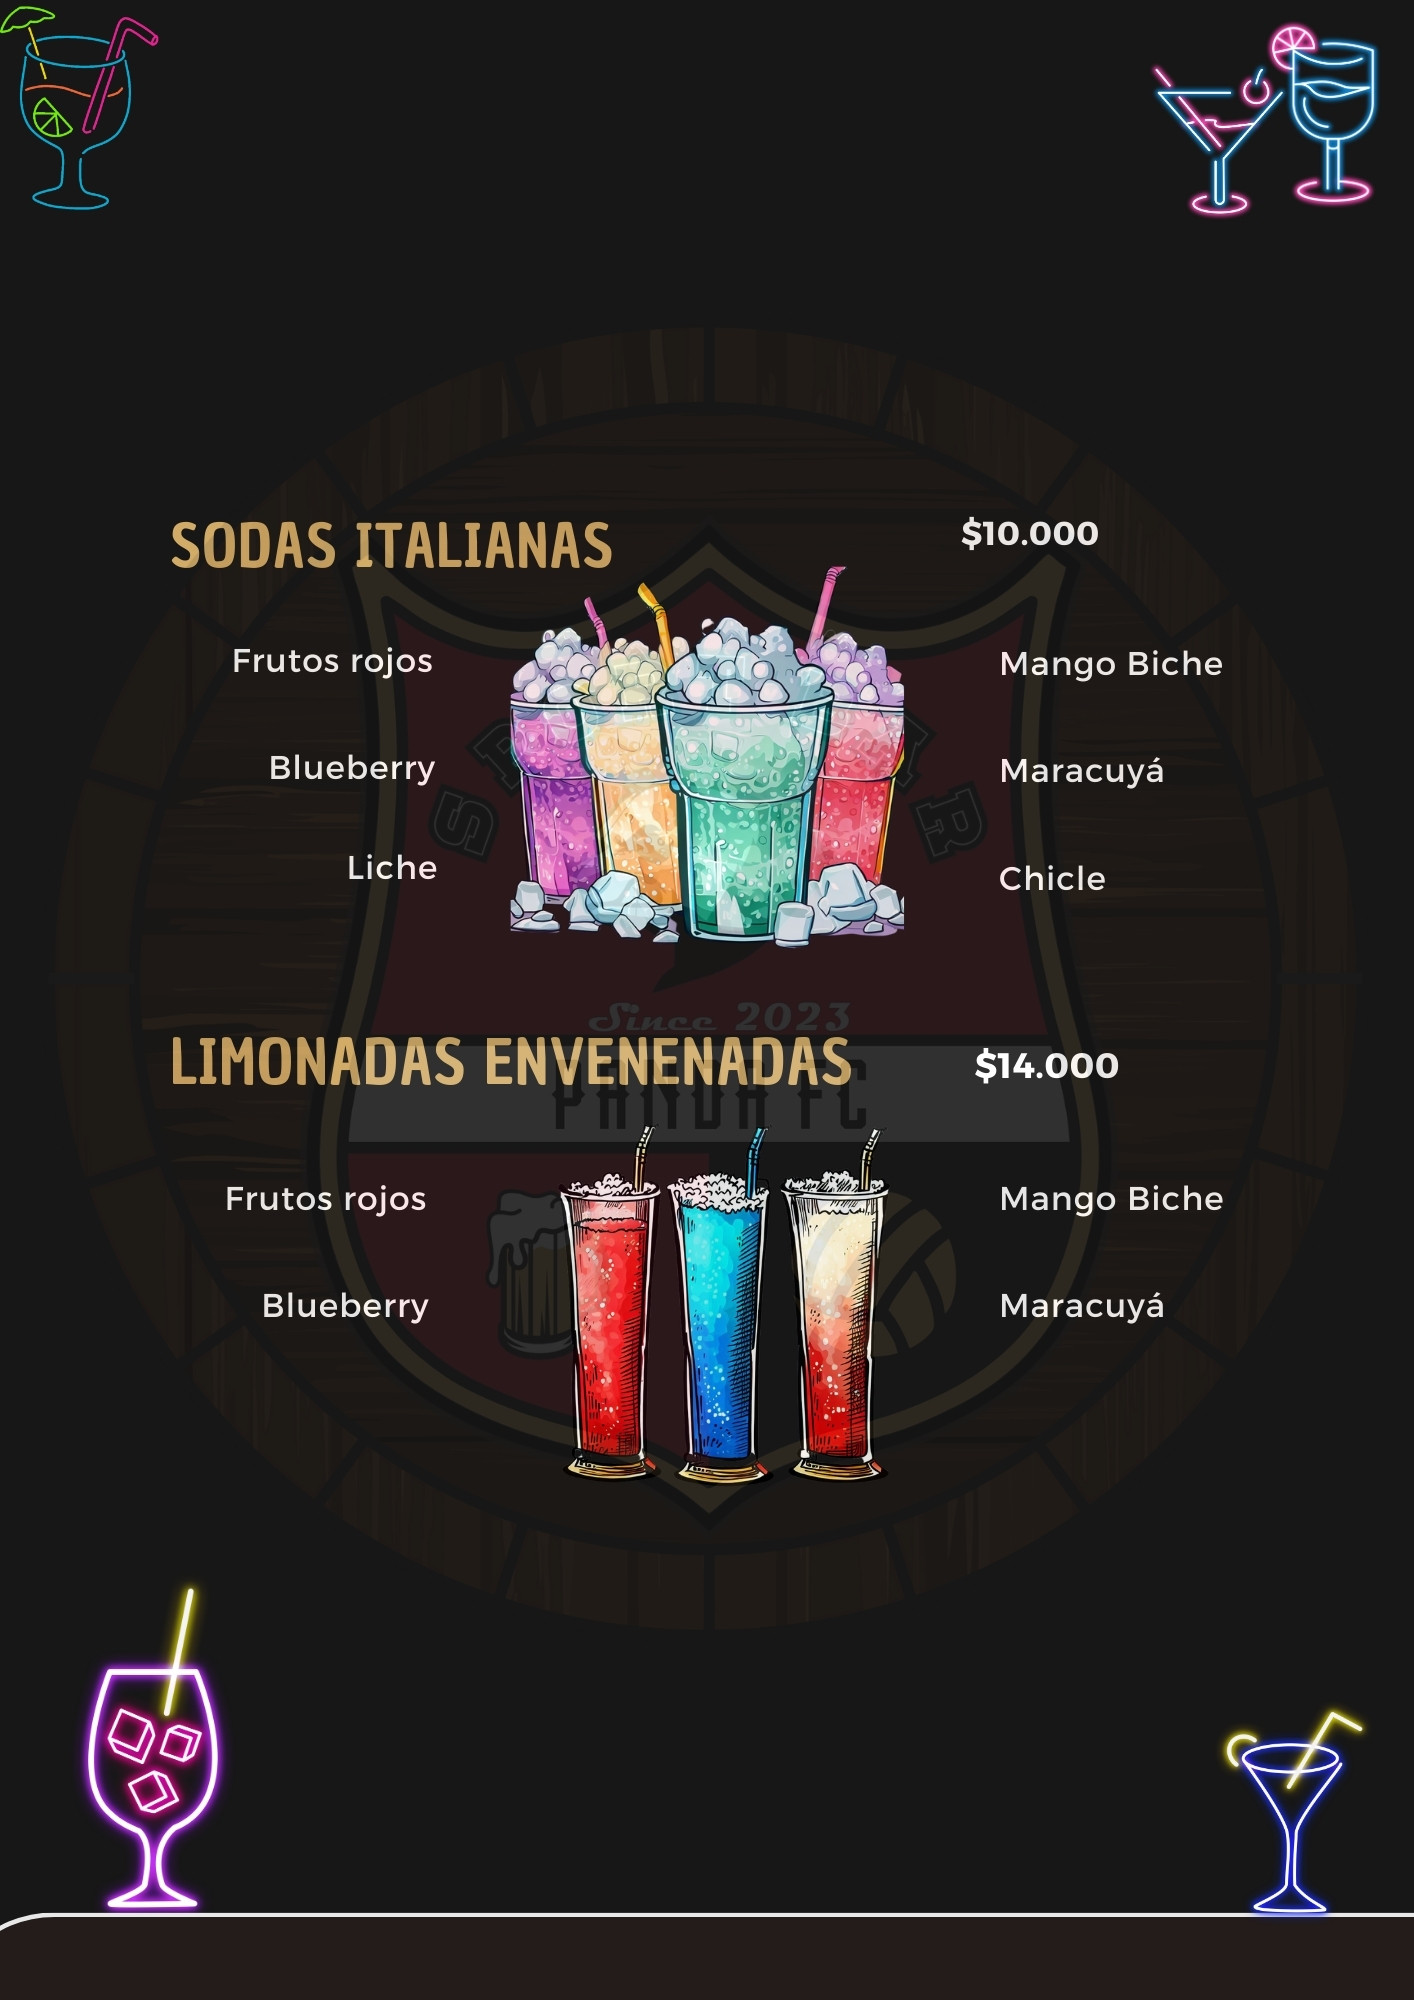 SODAS ITALIANAS
$10.000
Frutos rojos
Mango Biche
Blueberry
Maracuyá
Liche
Chicle
Since 2023
LIMONADAS ENVENENADAS
$14.000
PANDA FC
Frutos rojos
Mango Biche
Blueberry
Maracuyá